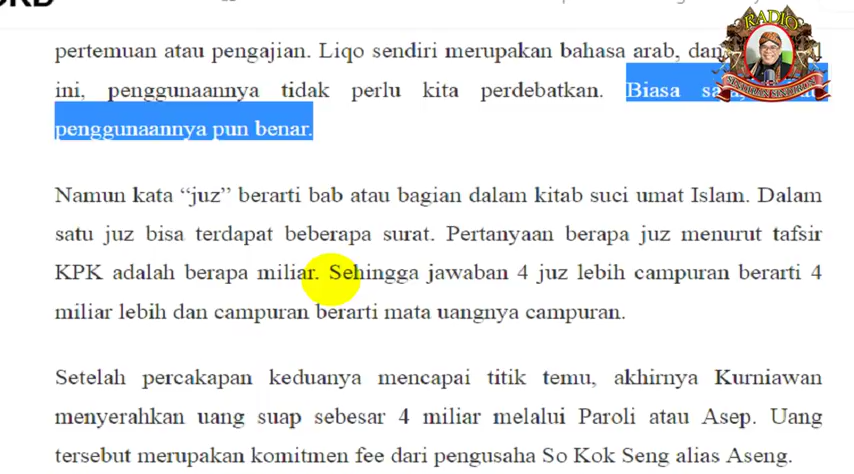 pertemuan atau pengajian. Liqo sendiri merupakan bahasa arab, dan
ini, penggunaannya tidak perlu kita perdebatkan. Biasa
penggunaannya pun benar.
Namun kata “juz” berarti bab atau bagian dalam kitab suci umat Islam. Dalam
satu juz bisa terdapat beberapa surat. Pertanyaan berapa juz menurut tafsir
KPK adalah berapa miliar. Sehingga jawaban 4 juz lebih campuran berarti 4
miliar lebih dan campuran berarti mata uangnya campuran.
Setelah percakapan keduanya mencapai titik temu, akhirnya Kurniawan
menyerahkan uang suap sebesar 4 miliar melalui Paroli atau Asep. Uang
tersebut merupakan komitmen fee dari pengusaha So Kok Seng alias Aseng.
RADIO